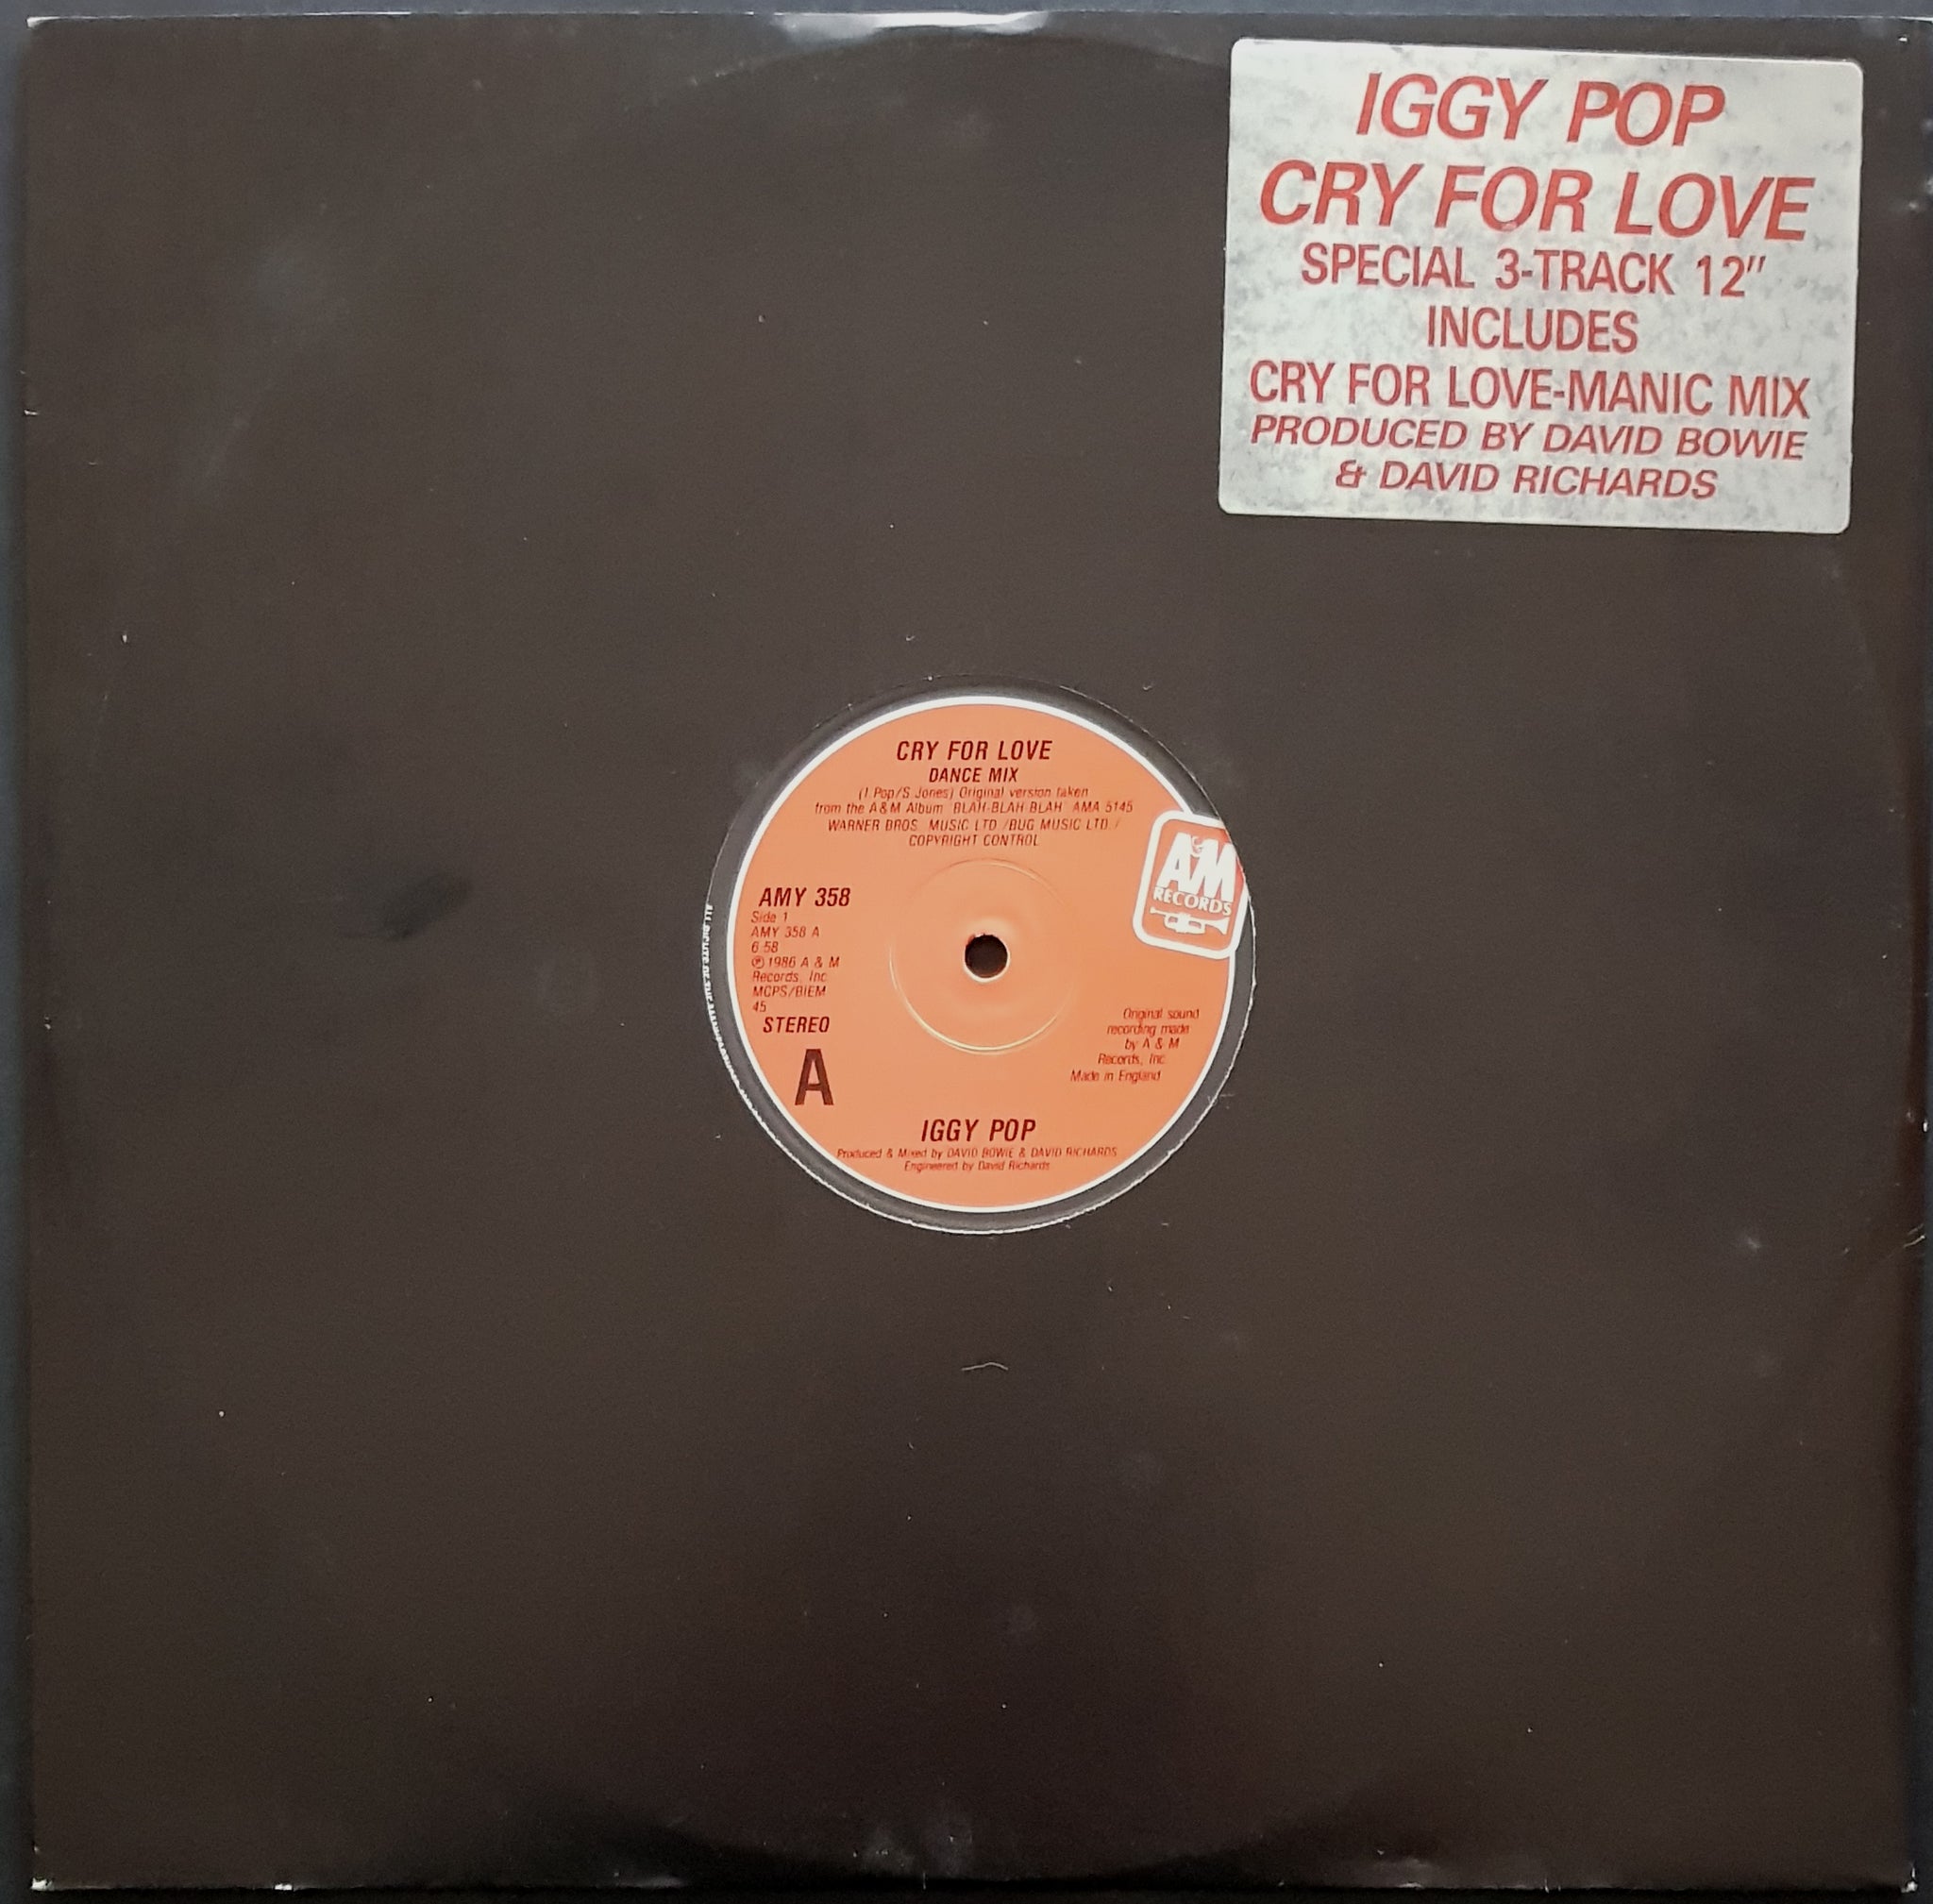 IGGY POP
CRY FOR LOVE
SPECIAL 3-TRACK 12"
INCLUDES
CRY FOR LOVE-MANIC MIX
PRODUCED BY DAVID BOWIE
& DAVID RICHARDS
CRY FOR LOVE
DANCE MIX
(I Pop/S. Jones) Original version taken
from the A&M Album BLAH-BLAH BLAH AMA 5145
WARNER BROS. MUSIC LTD./BUG MUSIC LTD./
COPYRIGHT CONTROL
A&M
RECORDS
AMY 358
Side 1
AMY 358 A
6 58
℗ 1986 A & M
Records, Inc
MCPS/BIEM
45
STEREO
A
Original sound
recording made
by A & M
Records, Inc
Made in England
IGGY POP
Produced & Mixed by DAVID BOWIE & DAVID RICHARDS
Engineered by David Richards